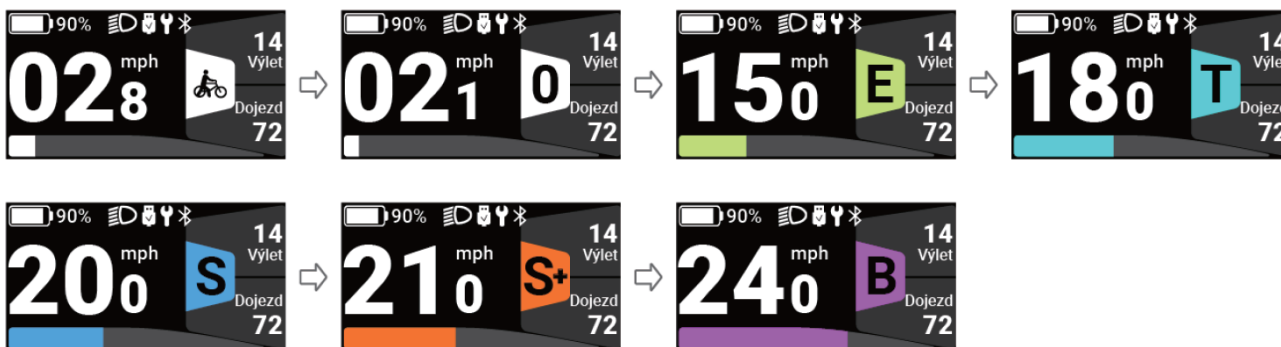 90%
14
Výlet
02 8 mph
Dojezd
72
90%
14
Výlet
02 1 mph
0
Dojezd
72
90%
14
Výlet
15 0 mph
E
Dojezd
72
90%
14
Výlet
18 0 mph
T
Dojezd
72
90%
14
Výlet
20 0 mph
S
Dojezd
72
90%
14
Výlet
21 0 mph
S+
Dojezd
72
90%
14
Výlet
24 0 mph
B
Dojezd
72